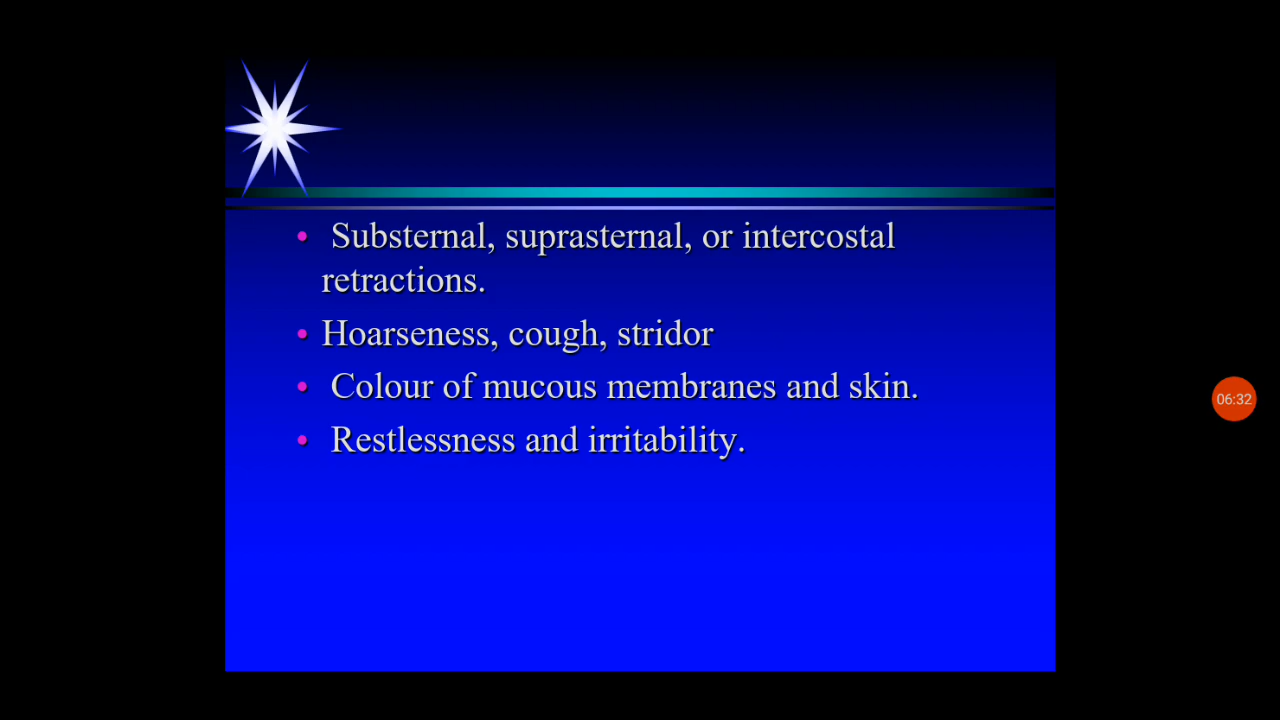 • Substernal, suprasternal, or intercostal
retractions.
• Hoarseness, cough, stridor
• Colour of mucous membranes and skin.
• Restlessness and irritability.
06:32